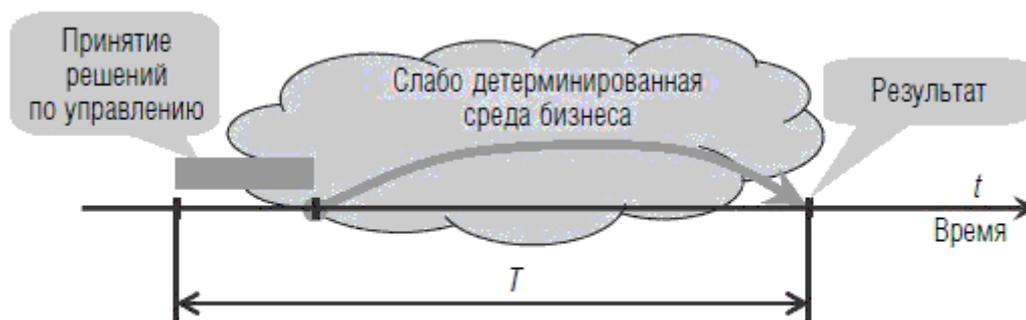 Принятие
решений
по управлению
Слабо детерминированная
среда бизнеса
Результат
t
Время
T